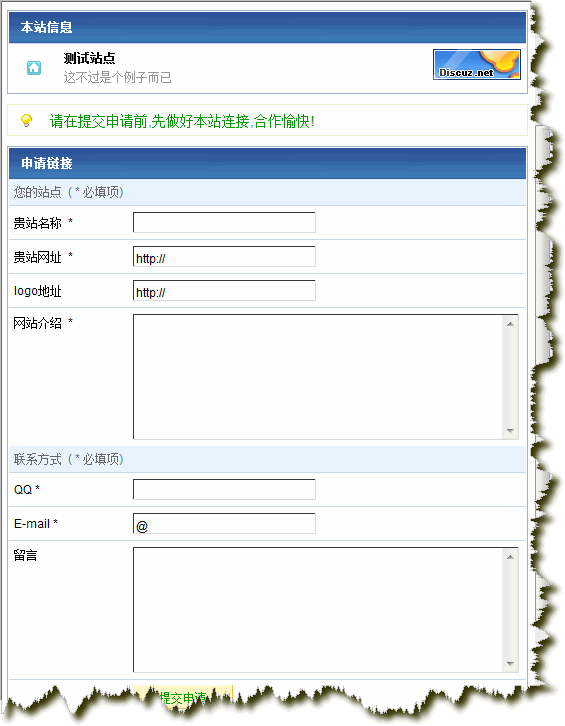 本站信息
测试站点
这不过是个例子而已
Discuz.net
请在提交申请前,先做好本站连接,合作愉快!
申请链接
您的站点 ( * 必填项)
贵站名称 *
贵站网址 * http://
logo地址 http://
网站介绍 *
联系方式 ( * 必填项)
QQ *
E-mail * @
留言
提交申请